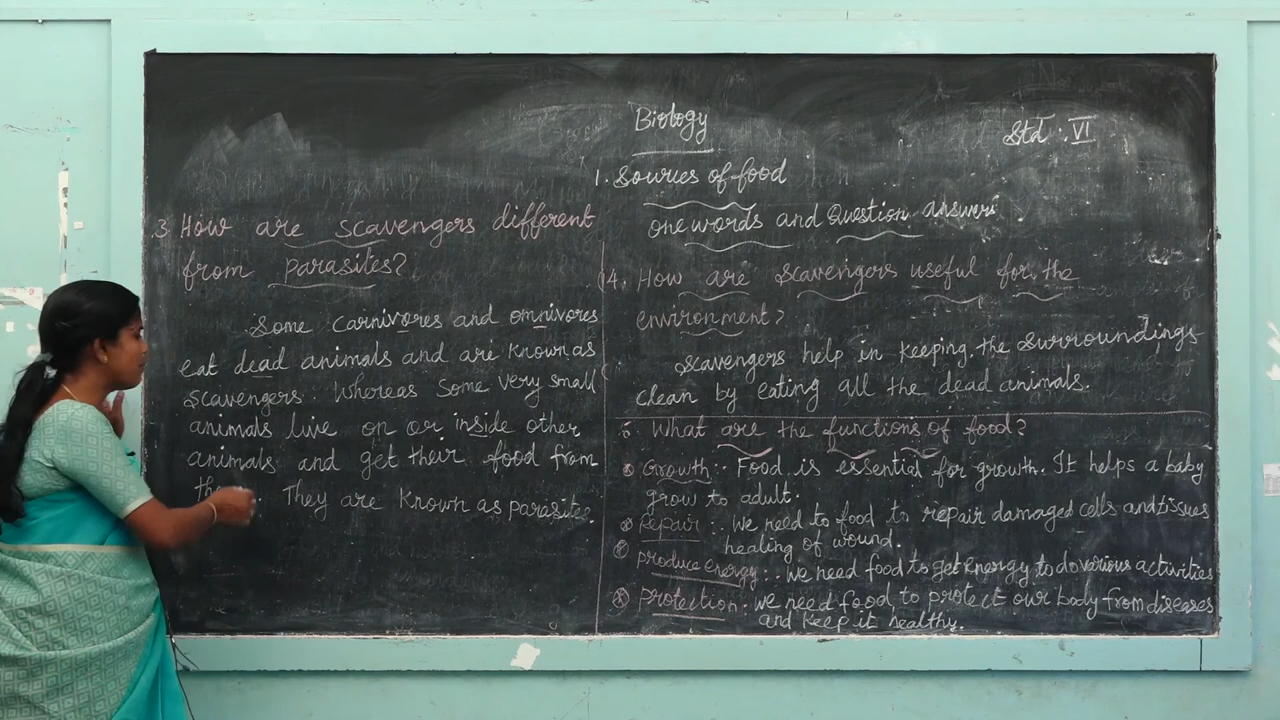 Biology
Std : VI
1. Sources of food
one words and Question answers
3. How are scavengers different
from parasites?
Some carnivores and omnivores
eat dead animals and are known as
scavengers. Whereas some very small
animals live on or inside other
animals and get their food from
They are known as parasites.
4. How are scavengers useful for the
environment?
scavengers help in keeping the surroundings
clean by eating all the dead animals.
5. What are the functions of food?
Growth :- Food is essential for growth. It helps a baby
grow to adult.
Repair :- We need to food to repair damaged cells and tissues
healing of wound.
produce energy :- We need food to get energy to do various activities
protection - we need food to protect our body from diseases
and keep it healthy.